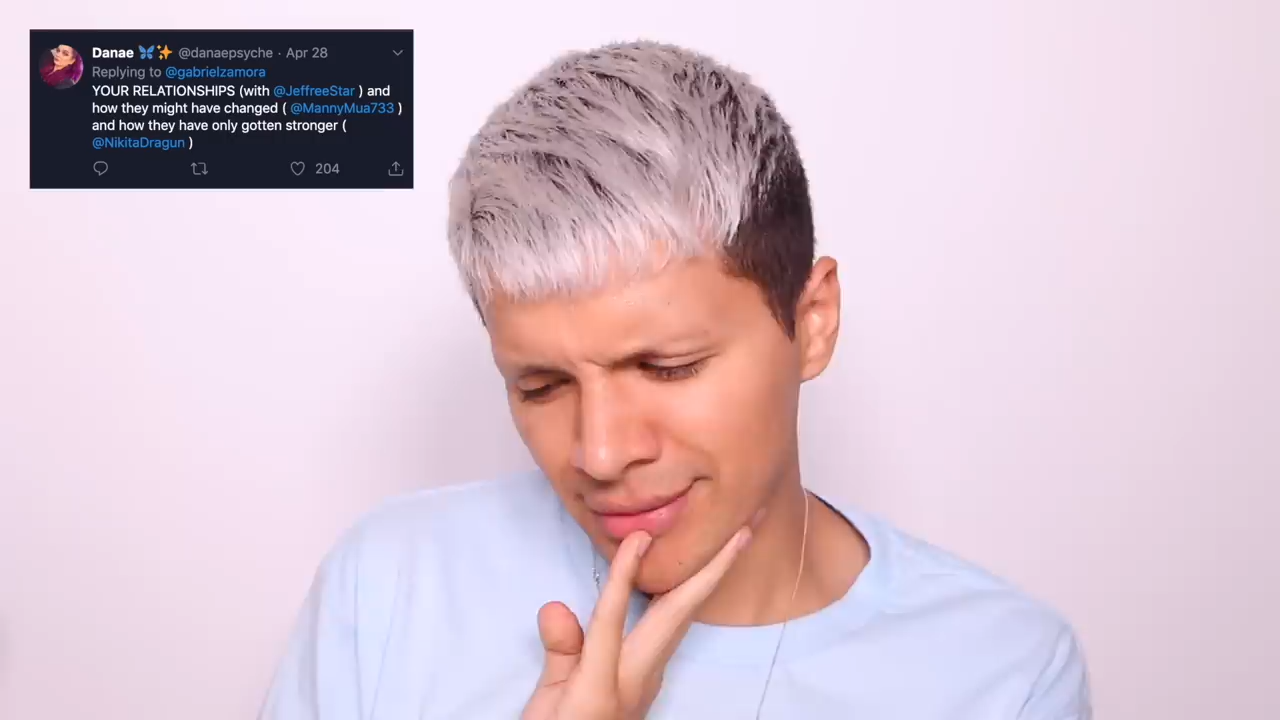 Danae 🦋✨ @danaepsyche · Apr 28
Replying to @gabrielzamora
YOUR RELATIONSHIPS (with @JeffreeStar ) and
how they might have changed ( @MannyMua733 )
and how they have only gotten stronger (
@NikitaDragun )
204